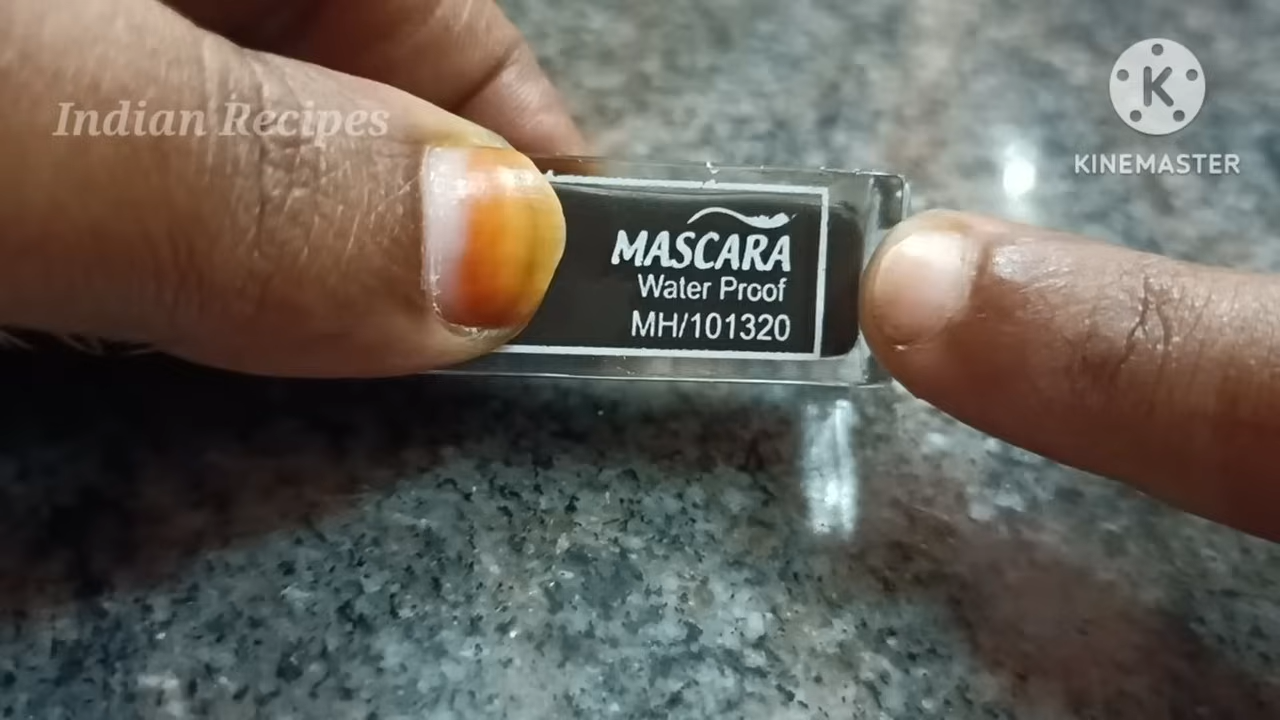 Indian Recipes
KINEMASTER
MASCARA
Water Proof
MH/101320